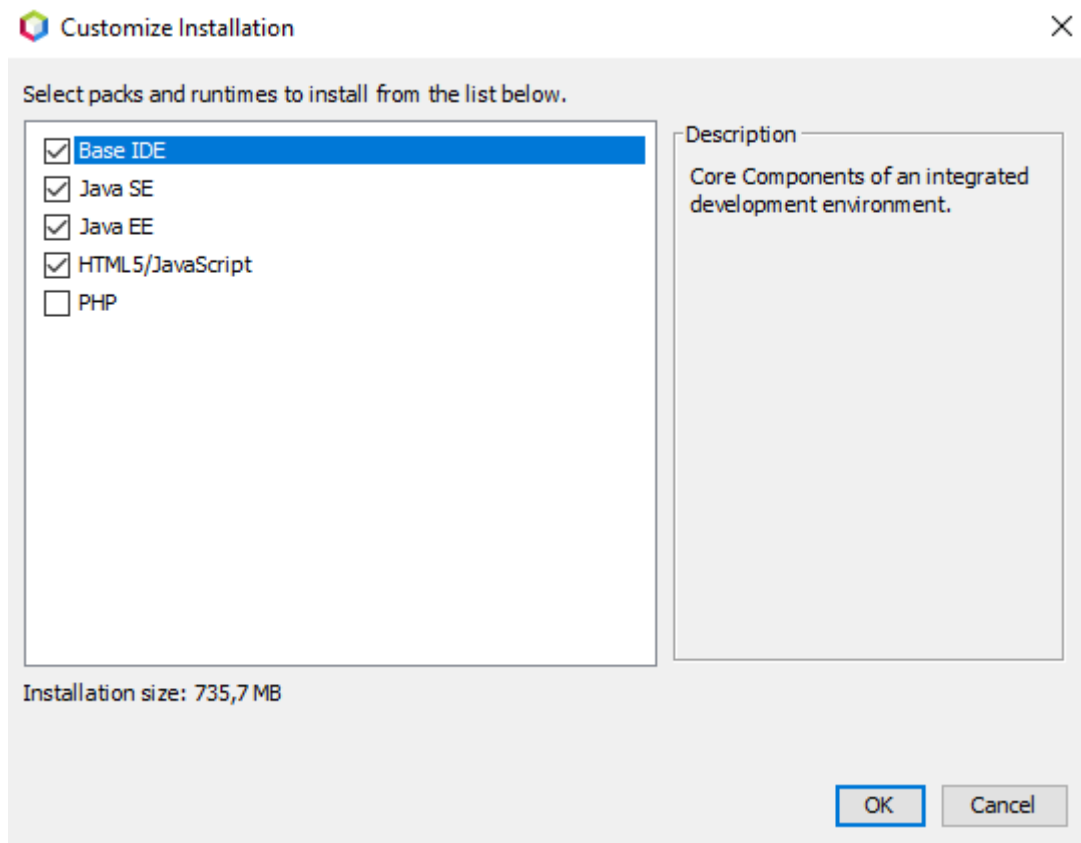 Customize Installation
Select packs and runtimes to install from the list below.
Base IDE
Java SE
Java EE
HTML5/JavaScript
PHP
Description
Core Components of an integrated
development environment.
Installation size: 735,7 MB
OK
Cancel